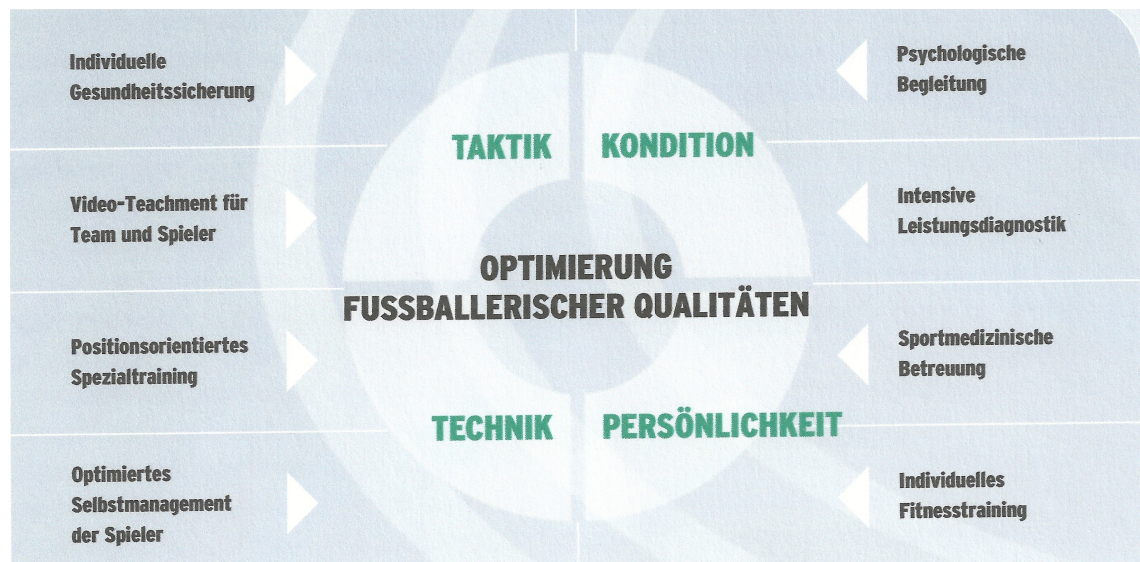 Individuelle
Gesundheitssicherung
Video-Teachment für
Team und Spieler
Positionsorientiertes
Spezialtraining
Optimiertes
Selbstmanagement
der Spieler
TAKTIK
KONDITION
OPTIMIERUNG
FUSSBALLERISCHER QUALITÄTEN
TECHNIK
PERSÖNLICHKEIT
Psychologische
Begleitung
Intensive
Leistungsdiagnostik
Sportmedizinische
Betreuung
Individuelles
Fitnesstraining